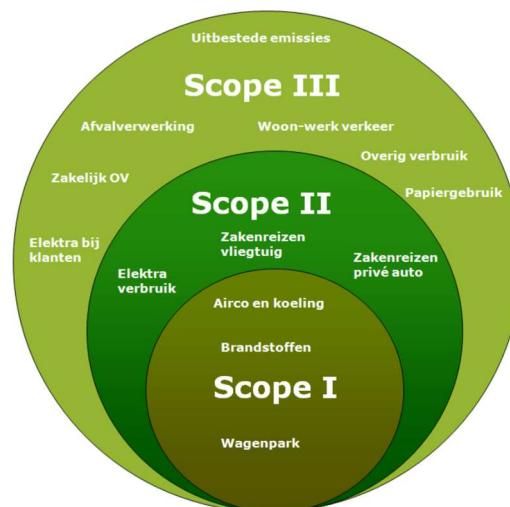 Uitbestede emissies
Scope III
Afvalverwerking
Woon-werk verkeer
Overig verbruik
Zakelijk OV
Papiergebruik
Scope II
Elektra bij
klanten
Zakenreizen
vliegtuig
Zakenreizen
privé auto
Elektra
verbruik
Airco en koeling
Brandstoffen
Scope I
Wagenpark